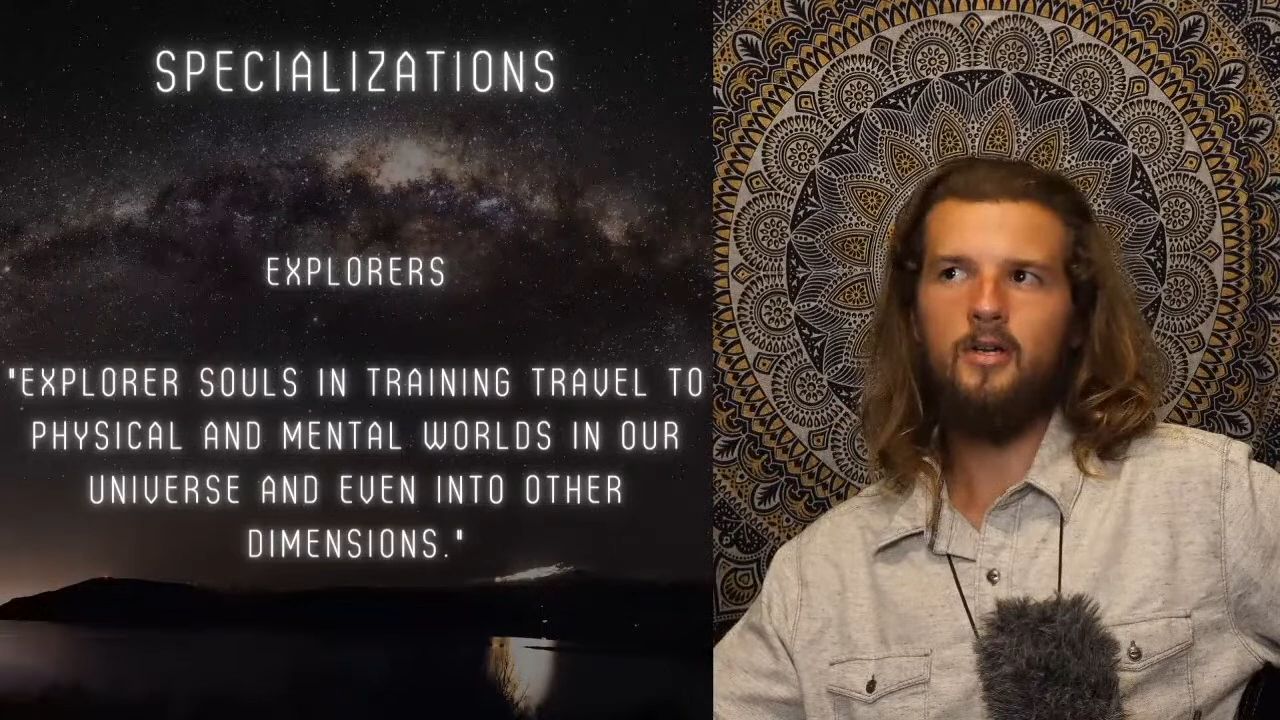 SPECIALIZATIONS
EXPLORERS
"EXPLORER SOULS IN TRAINING TRAVEL TO
PHYSICAL AND MENTAL WORLDS IN OUR
UNIVERSE AND EVEN INTO OTHER
DIMENSIONS."